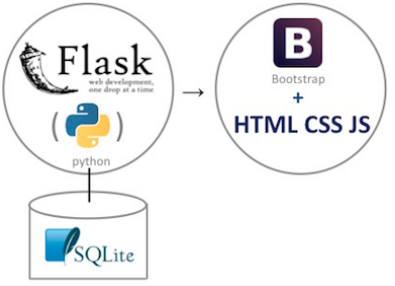 Flask
web development,
one drop at a time
( )
python
→
B
Bootstrap
+
HTML CSS JS
SQLite